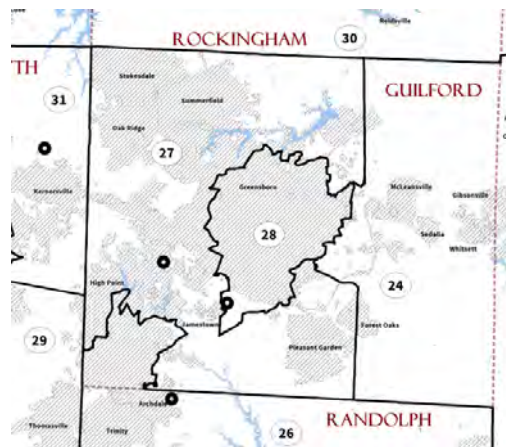 Reidsville
ROCKINGHAM
30
TH
Stokesdale
GUILFORD
31
Summerfield
Oak Ridge
27
Kernersville
Greensboro
McLeansville
Gibsonville
Sedalia
28
Whitsett
High Point
24
Jamestown
Forest Oaks
29
Pleasant Garden
Archdale
RANDOLPH
Thomasville
Trinity
26